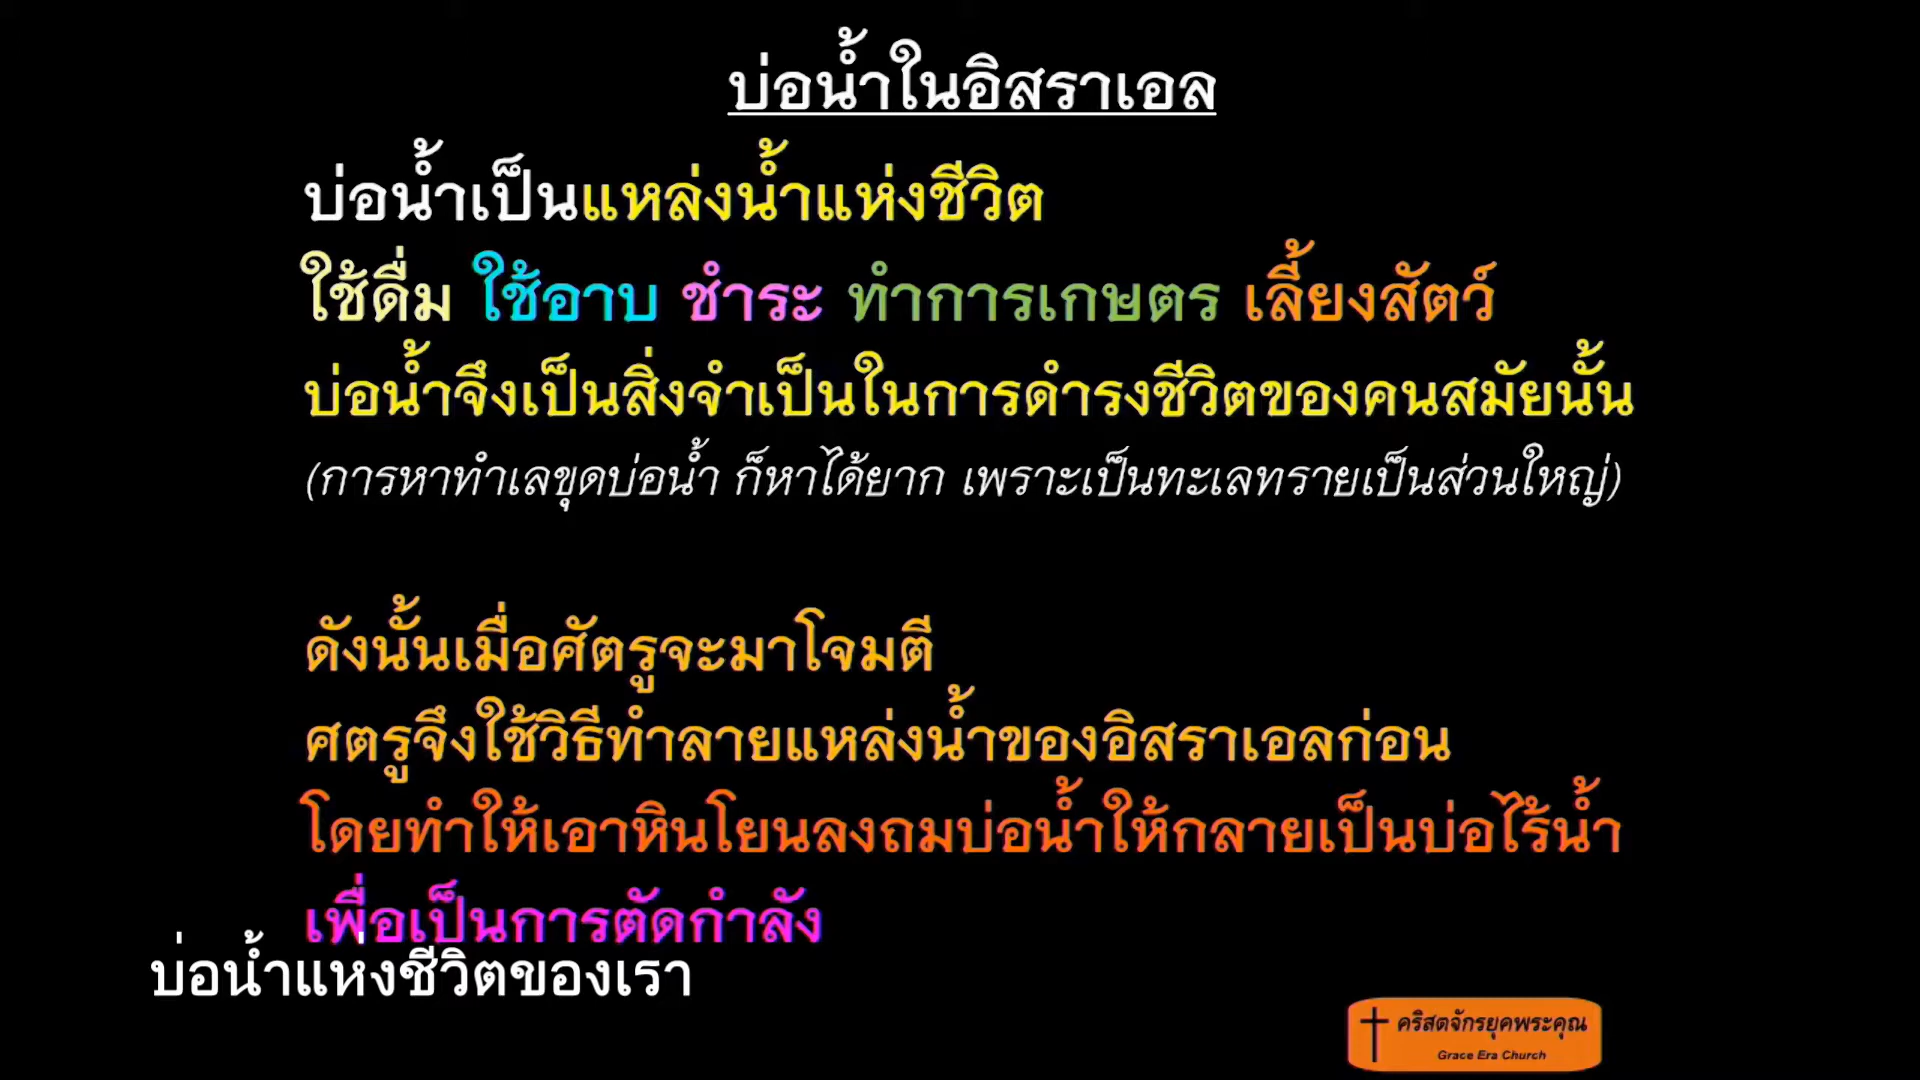 บ่อน้ำในอิสราเอล
บ่อน้ำเป็นแหล่งน้ำแห่งชีวิต
ใช้ดื่ม ใช้อาบ ชำระ ทำการเกษตร เลี้ยงสัตว์
บ่อน้ำจึงเป็นสิ่งจำเป็นในการดำรงชีวิตของคนสมัยนั้น
(การหาทำเลขุดบ่อน้ำ ก็หาได้ยาก เพราะเป็นทะเลทรายเป็นส่วนใหญ่)
ดังนั้นเมื่อศัตรูจะมาโจมตี
ศตรูจึงใช้วิธีทำลายแหล่งน้ำของอิสราเอลก่อน
โดยทำให้เอาหินโยนลงถมบ่อน้ำให้กลายเป็นบ่อไร้น้ำ
เพื่อเป็นการตัดกำลัง
บ่อน้ำแห่งชีวิตของเรา
คริสตจักรยุคพระคุณ
Grace Era Church